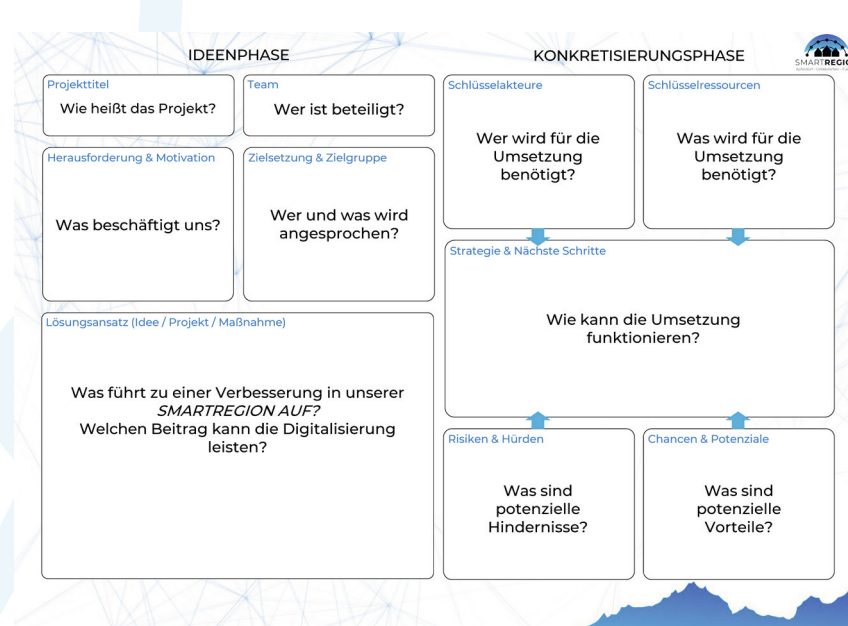 IDEENPHASE
Projekttitel
Wie heißt das Projekt?
Team
Wer ist beteiligt?
Herausforderung & Motivation
Was beschäftigt uns?
Zielsetzung & Zielgruppe
Wer und was wird
angesprochen?
Lösungsansatz (Idee / Projekt / Maßnahme)
Was führt zu einer Verbesserung in unserer
SMARTREGION AUF?
Welchen Beitrag kann die Digitalisierung
leisten?
KONKRETISIERUNGSPHASE
SMARTREGIO
Schlüsselakteure
Wer wird für die
Umsetzung
benötigt?
Schlüsselressourcen
Was wird für die
Umsetzung
benötigt?
Strategie & Nächste Schritte
Wie kann die Umsetzung
funktionieren?
Risiken & Hürden
Was sind
potenzielle
Hindernisse?
Chancen & Potenziale
Was sind
potenzielle
Vorteile?